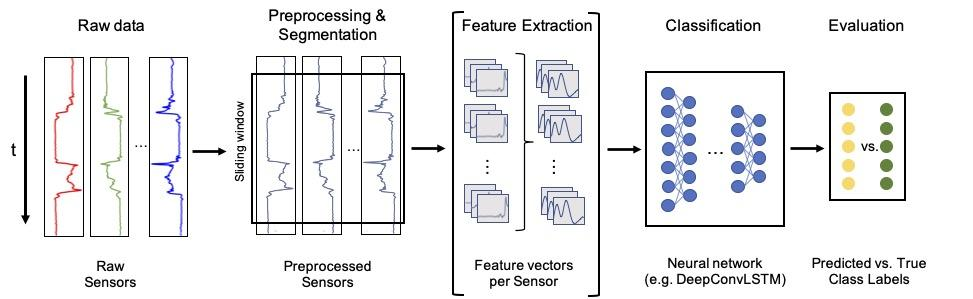 Raw data
Preprocessing &
Segmentation
Feature Extraction
Classification
Evaluation
t
...
Sliding window
...
...
...
...
vs.
Raw
Sensors
Preprocessed
Sensors
Feature vectors
per Sensor
Neural network
(e.g. DeepConvLSTM)
Predicted vs. True
Class Labels